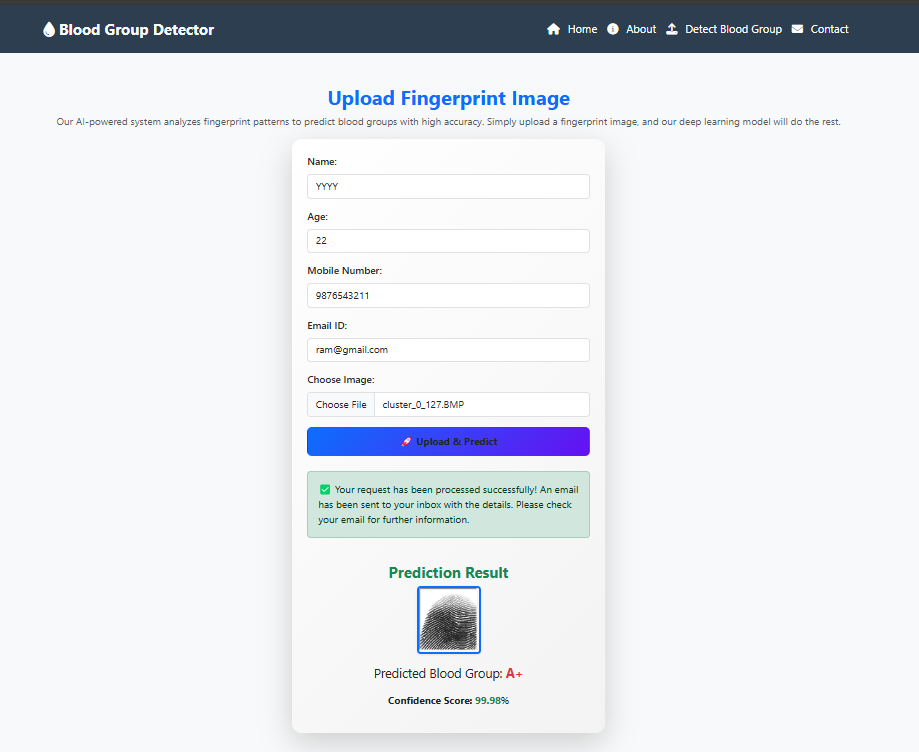 Blood Group Detector
Home About Detect Blood Group Contact
Upload Fingerprint Image
Our AI-powered system analyzes fingerprint patterns to predict blood groups with high accuracy. Simply upload a fingerprint image, and our deep learning model will do the rest.
Name:
YYYY
Age:
22
Mobile Number:
9876543211
Email ID:
ram@gmail.com
Choose Image:
Choose File cluster_0_127.BMP
🚀 Upload & Predict
✅ Your request has been processed successfully! An email
has been sent to your inbox with the details. Please check
your email for further information.
Prediction Result
Predicted Blood Group: A+
Confidence Score: 99.98%